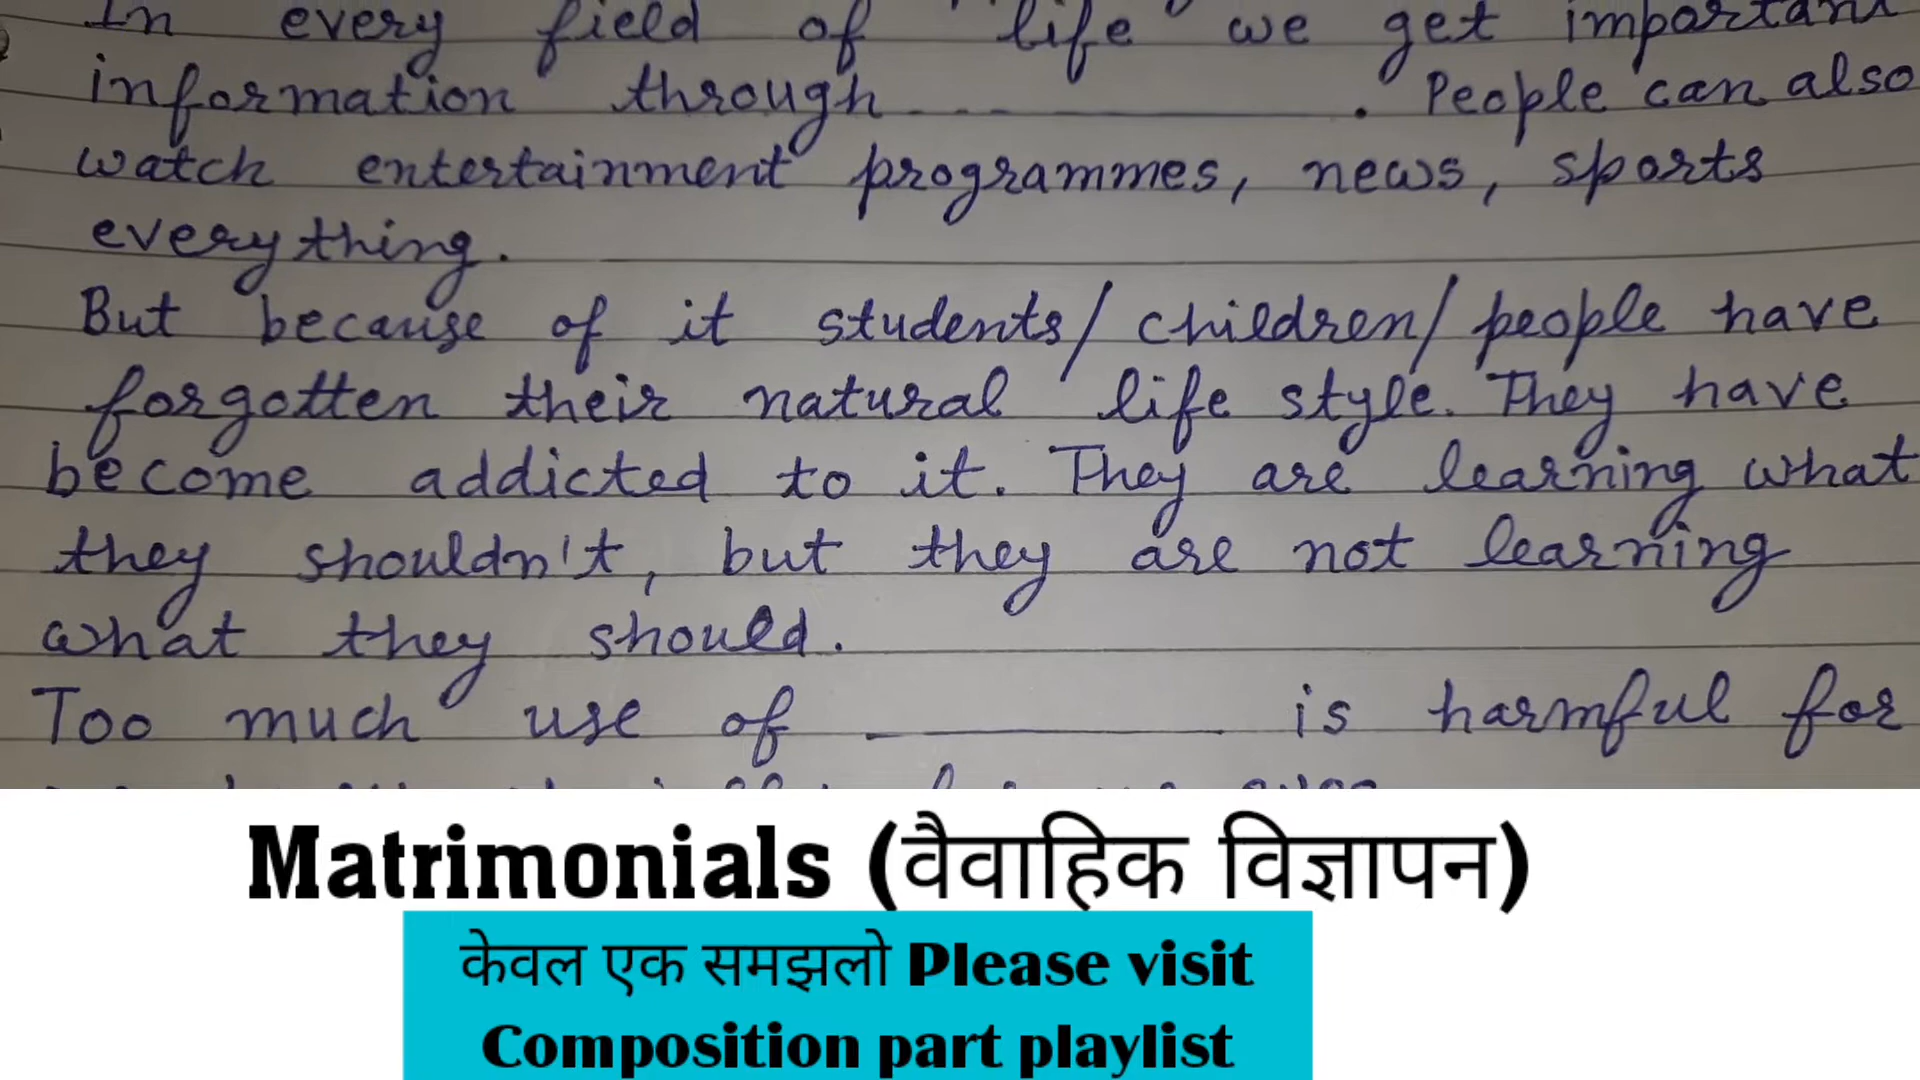 In every field of life we get important
information through _ _ _ ______. People can also
watch entertainment programmes, news, sports
everything.
But because of it students/children/people have
forgotten their natural life style. They have
become addicted to it. They are learning what
they shouldn't, but they are not learning
what they should.
Too much use of ________ is harmful for
Matrimonials (वैवाहिक विज्ञापन)
केवल एक समझलो Please visit
Composition part playlist